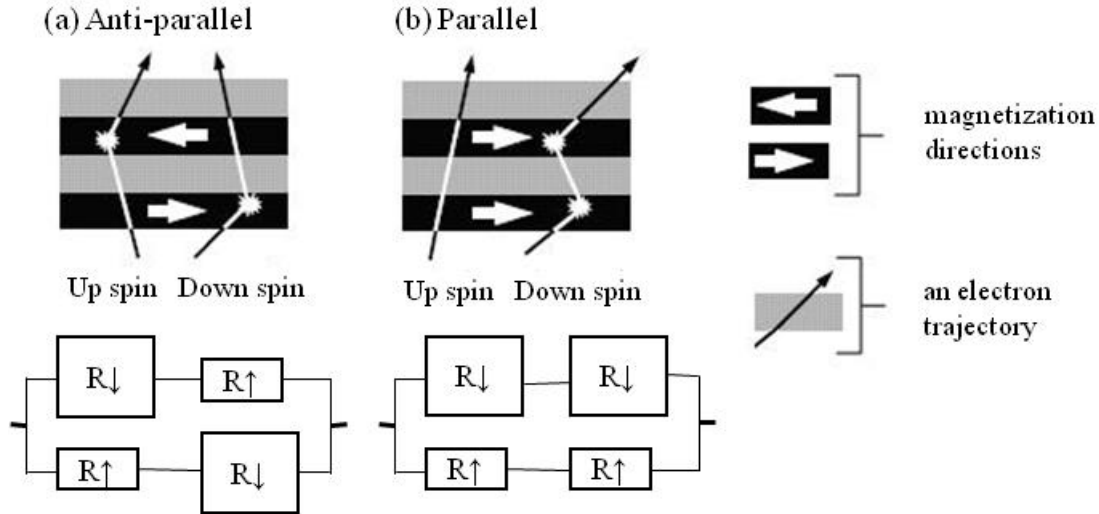 (a) Anti-parallel
(b) Parallel
magnetization
directions
Up spin Down spin
Up spin Down spin
an electron
trajectory
R↓ R↑
R↑ R↓
R↓ R↓
R↑ R↑